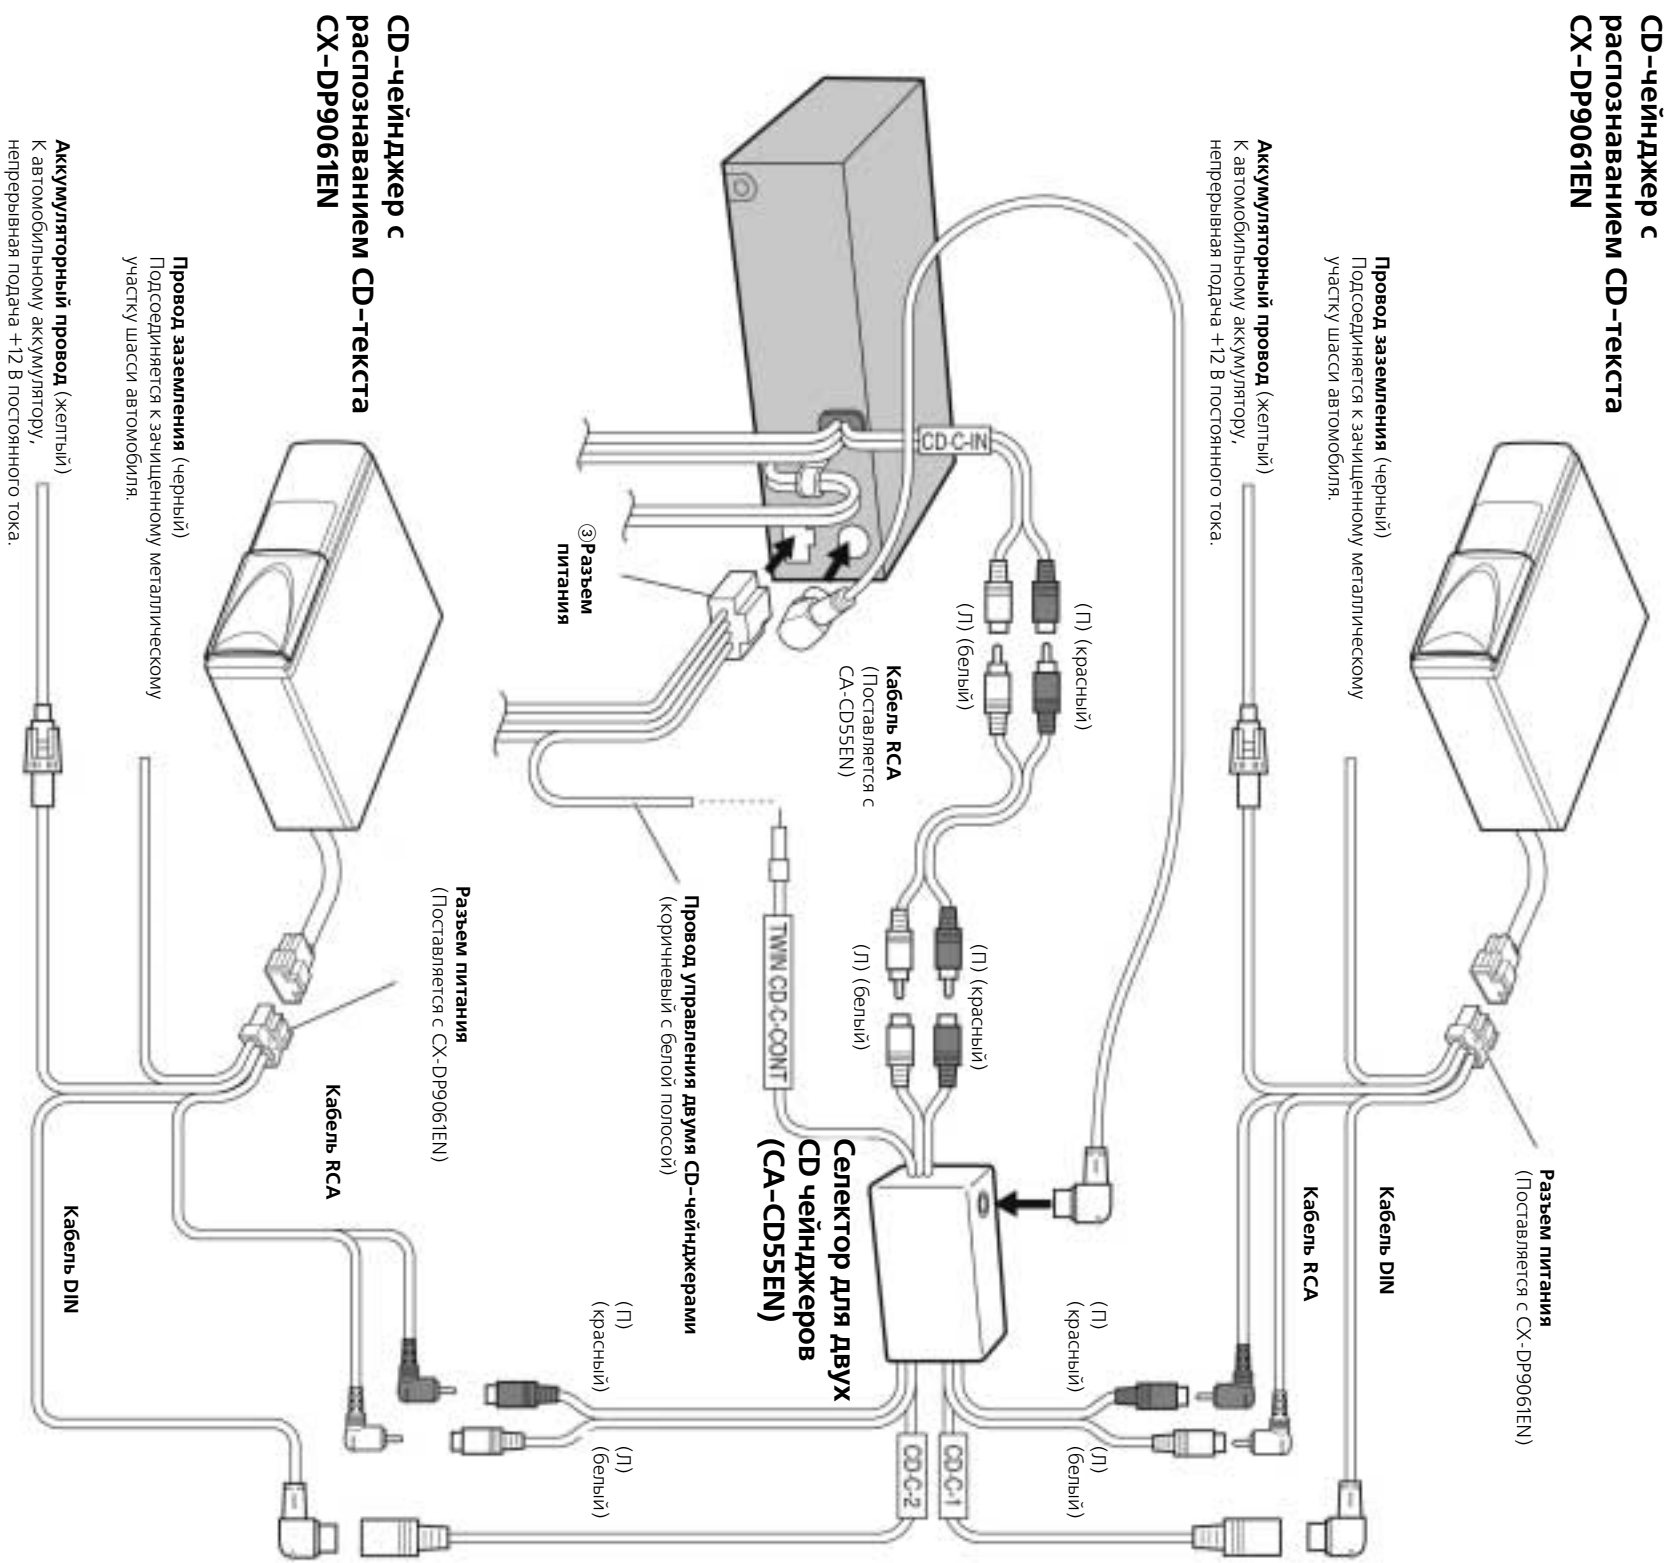 CD-чейнджер с
распознаванием CD-текста
CX-DP9061EN
Провод заземления (черный)
Подсоединяется к зачищенному металлическому
участку шасси автомобиля.
Аккумуляторный провод (желтый)
К автомобильному аккумулятору,
непрерывная подача +12 В постоянного тока.
Разъем питания
(Поставляется с CX-DP9061EN)
Кабель DIN
Кабель RCA
(П)
(красный)
(Л)
(белый)
CD-C-1
CD-C-IN
(П) (красный)
(Л) (белый)
Кабель RCA
(Поставляется с
CA-CD55EN)
(П) (красный)
(Л) (белый)
③Разъем
питания
TWIN CD-C-CONT
Провод управления двумя CD-чейнджерами
(коричневый с белой полосой)
Селектор для двух
CD чейнджеров
(CA-CD55EN)
CD-C-2
(П)
(красный)
(Л)
(белый)
CD-чейнджер с
распознаванием CD-текста
CX-DP9061EN
Провод заземления (черный)
Подсоединяется к зачищенному металлическому
участку шасси автомобиля.
Аккумуляторный провод (желтый)
К автомобильному аккумулятору,
непрерывная подача +12 В постоянного тока.
Разъем питания
(Поставляется с CX-DP9061EN)
Кабель RCA
Кабель DIN